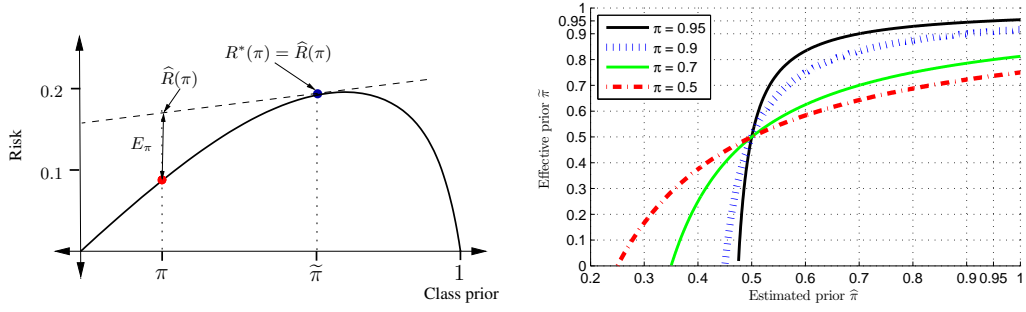 R*(π) = R̂(π)
R̂(π)
0.2
E_π
0.1
Risk
π
π̃
1
Class prior
1
0.95
0.9
0.8
0.7
0.6
0.5
0.4
0.3
0.2
0.1
0
Effective prior π̃
π = 0.95
π = 0.9
π = 0.7
π = 0.5
0.2 0.3 0.4 0.5 0.6 0.7 0.8 0.9 0.95 1
Estimated prior π̂